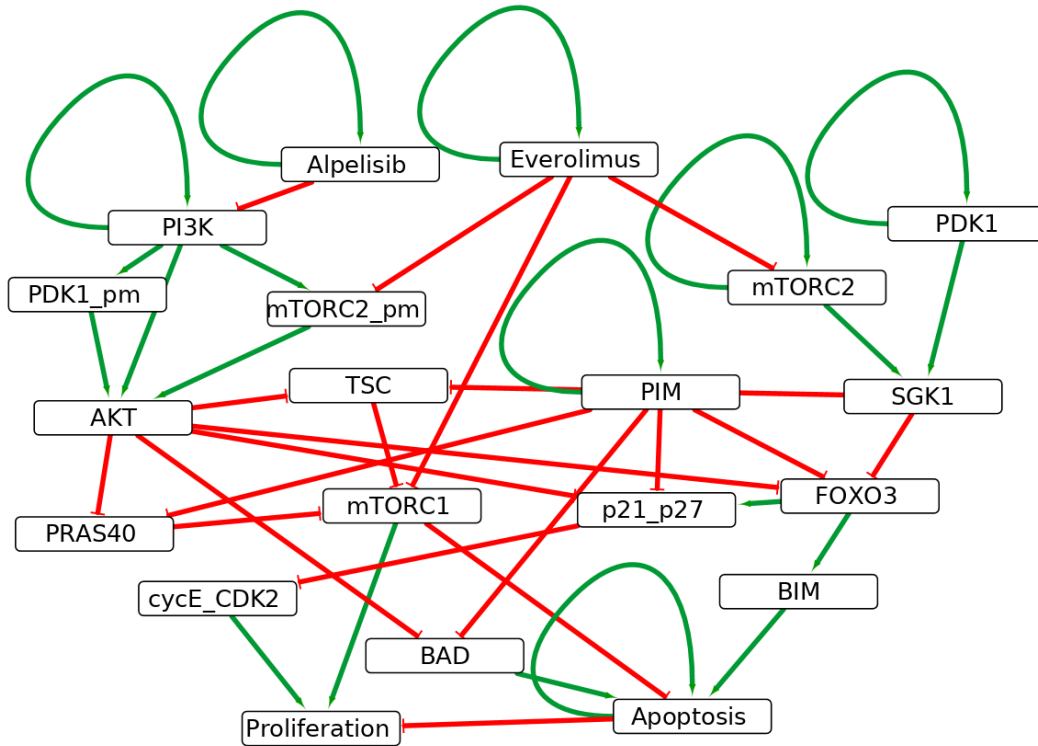 Everolimus
Alpelisib
PI3K
PDK1
PDK1_pm
mTORC2_pm
mTORC2
TSC
PIM
SGK1
AKT
mTORC1
p21_p27
FOXO3
PRAS40
cycE_CDK2
BIM
BAD
Proliferation
Apoptosis